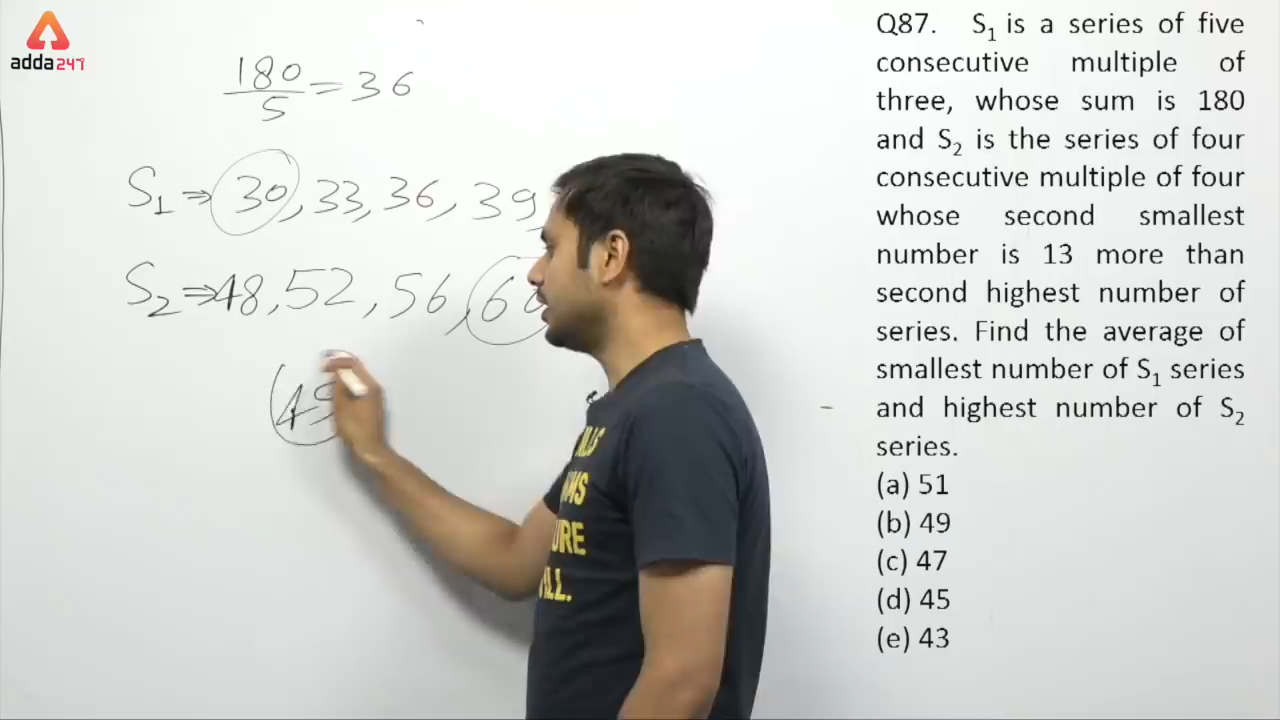 adda247
180
5 = 36
S1 ⇒ 30, 33, 36, 39,
S2 ⇒ 48, 52, 56, 60
45
Q87. S1 is a series of five
consecutive multiple of
three, whose sum is 180
and S2 is the series of four
consecutive multiple of four
whose second smallest
number is 13 more than
second highest number of
series. Find the average of
smallest number of S1 series
and highest number of S2
series.
(a) 51
(b) 49
(c) 47
(d) 45
(e) 43